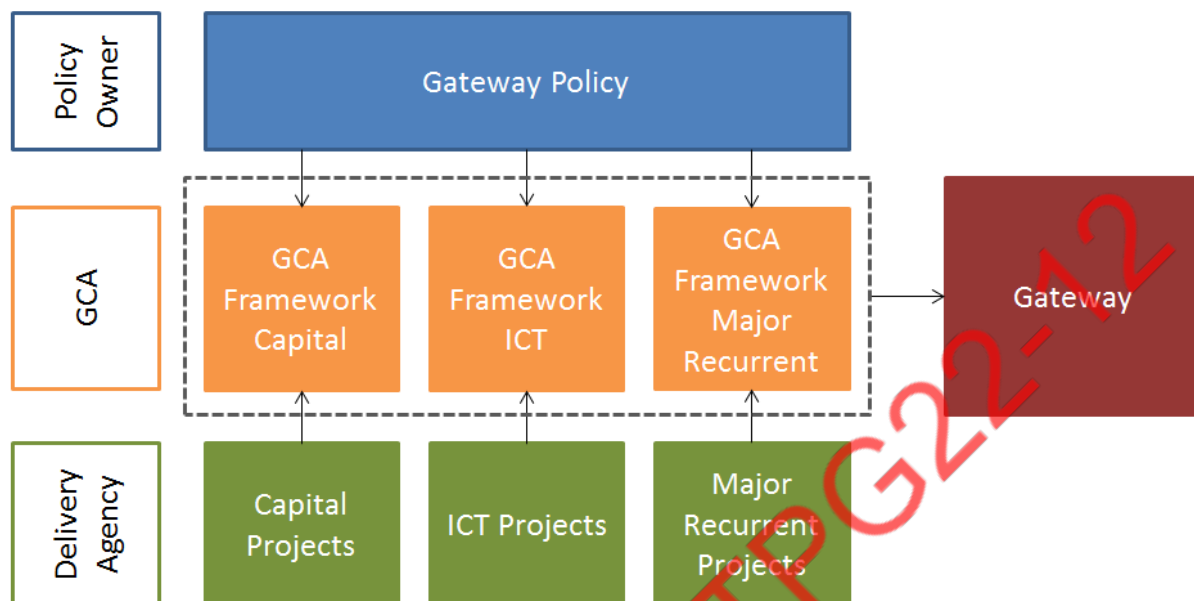 Policy
Owner
Gateway Policy
GCA
GCA
Framework
Capital
GCA
Framework
ICT
GCA
Framework
Major
Recurrent
Gateway
Delivery
Agency
Capital
Projects
ICT Projects
Major
Recurrent
Projects
TPG22-12